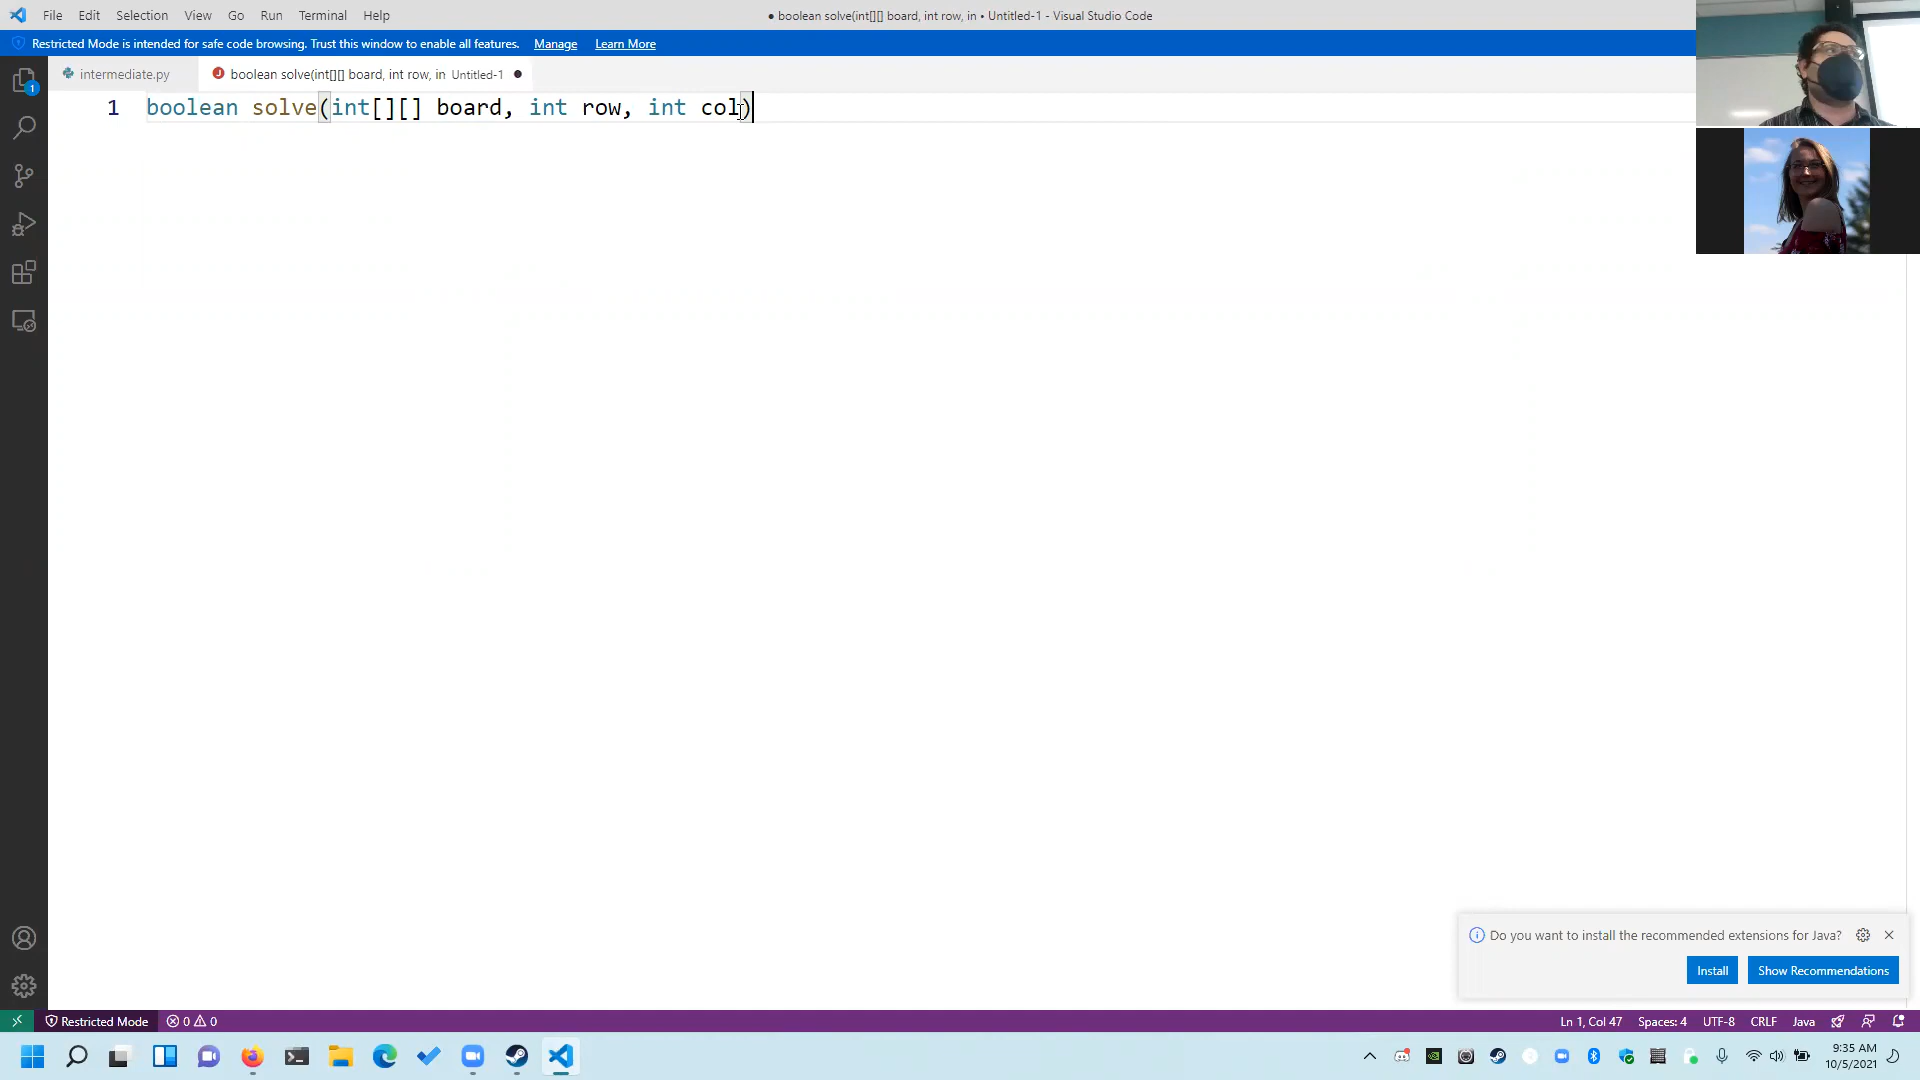 File Edit Selection View Go Run Terminal Help
● boolean solve(int[][] board, int row, in • Untitled-1 - Visual Studio Code
Restricted Mode is intended for safe code browsing. Trust this window to enable all features. Manage Learn More
intermediate.py
boolean solve(int[][] board, int row, in Untitled-1 ●
1 boolean solve(int[][] board, int row, int col)
1
Do you want to install the recommended extensions for Java?
Install Show Recommendations
Restricted Mode 0 0
Ln 1, Col 47 Spaces: 4 UTF-8 CRLF Java
9:35 AM
10/5/2021